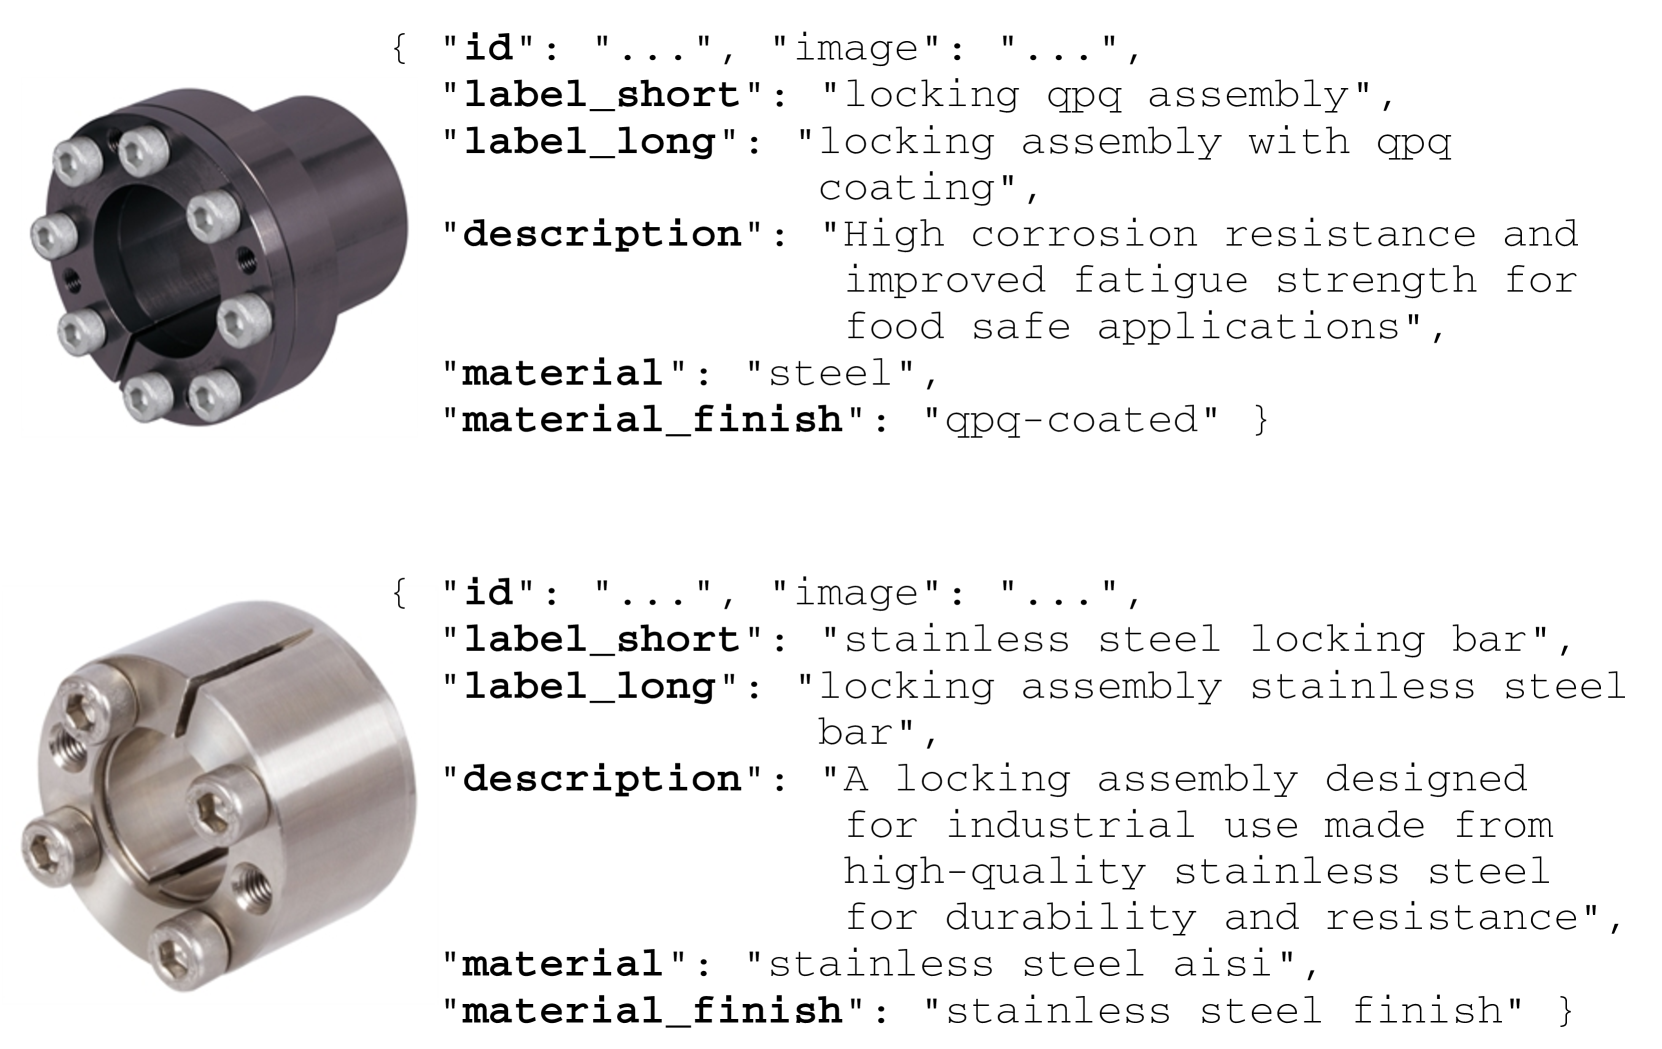 { "id": "...", "image": "...",
"label_short": "locking qpq assembly",
"label_long": "locking assembly with qpq
coating",
"description": "High corrosion resistance and
improved fatigue strength for
food safe applications",
"material": "steel",
"material_finish": "qpq-coated" }
{ "id": "...", "image": "...",
"label_short": "stainless steel locking bar",
"label_long": "locking assembly stainless steel
bar",
"description": "A locking assembly designed
for industrial use made from
high-quality stainless steel
for durability and resistance",
"material": "stainless steel aisi",
"material_finish": "stainless steel finish" }